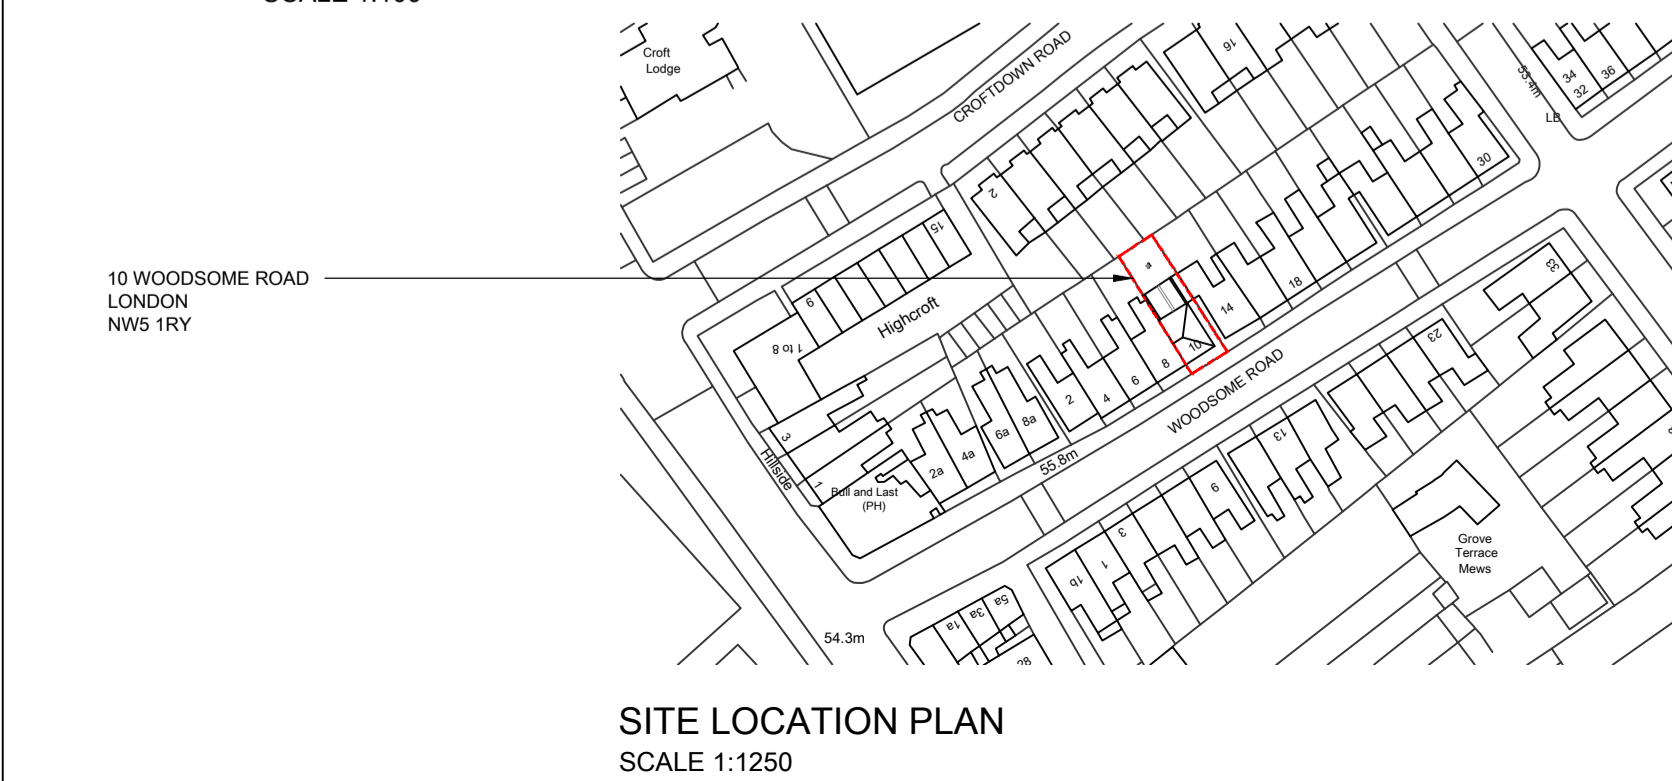 SCALE 1:100
Croft
Lodge
CROFTDOWN ROAD
16
53.4m
34
32
36
LB
30
2
15
9
Highcroft
1 to 8
10 WOODSOME ROAD
LONDON
NW5 1RY
18
14
10
8
6
4
2
8a
6a
4a
2a
WOODSOME ROAD
55.8m
33
23
13
9
3
1
1b
3
Hillside
1
Bull and Last
(PH)
Grove
Terrace
Mews
5a
3a
1a
28
54.3m
SITE LOCATION PLAN
SCALE 1:1250